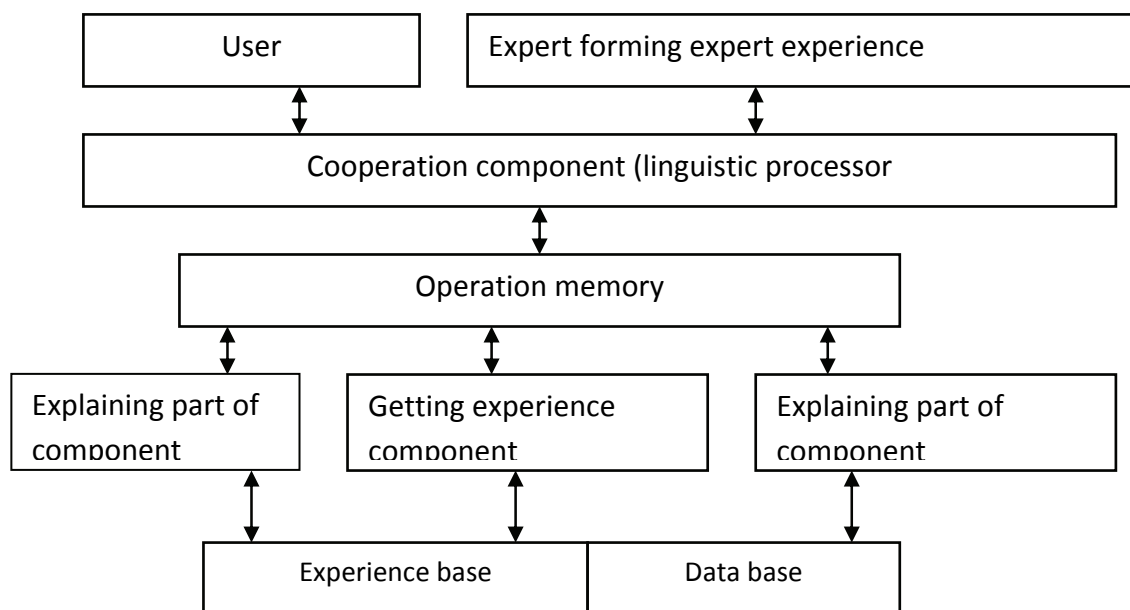 User
Expert forming expert experience
Cooperation component (linguistic processor
Operation memory
Explaining part of
component
Getting experience
component
Explaining part of
component
Experience base
Data base